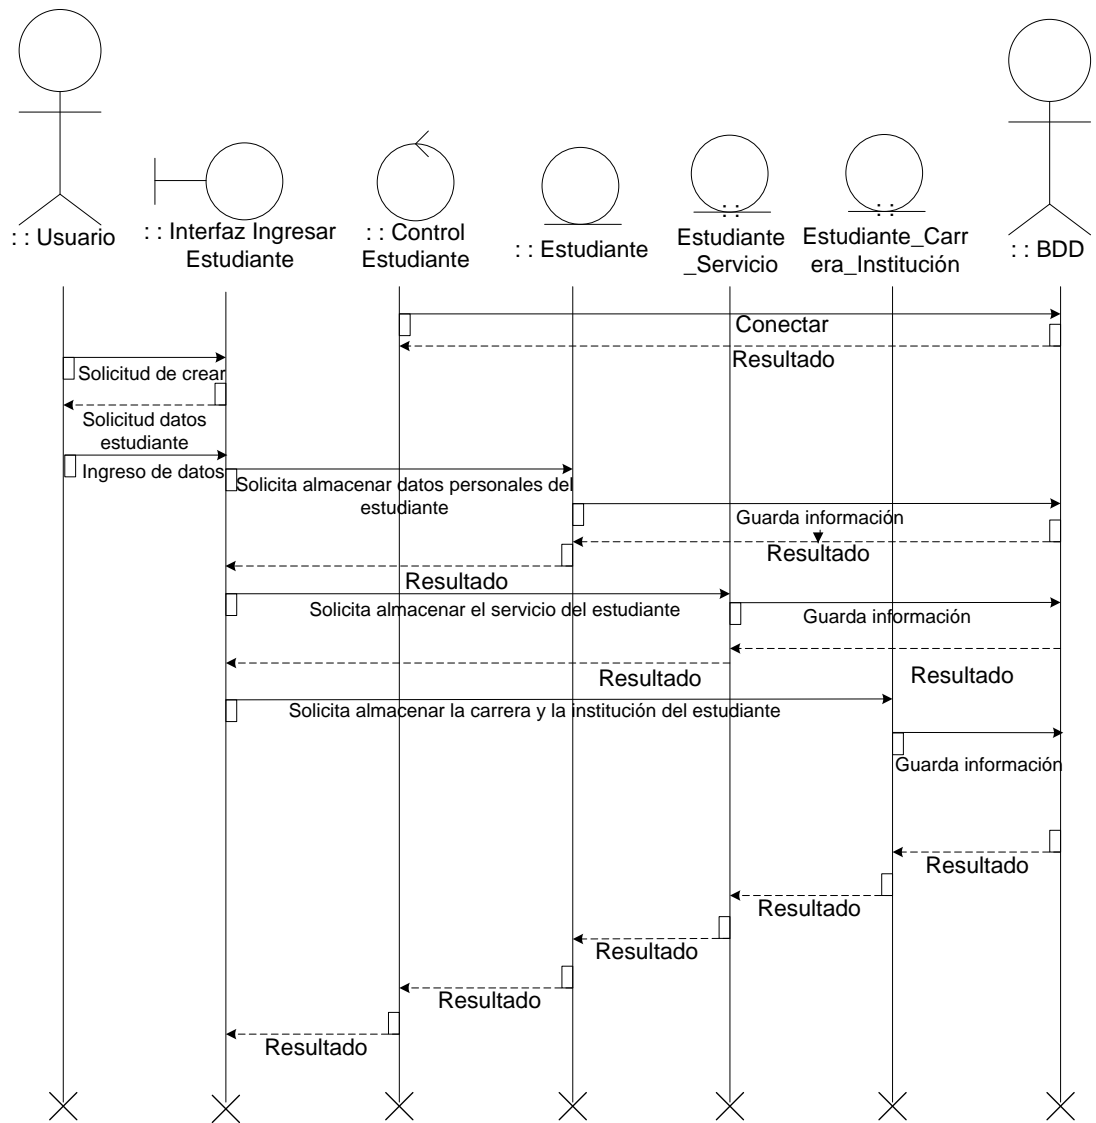 : : Usuario
: : Interfaz Ingresar
Estudiante
: : Control
Estudiante
: : Estudiante
: :
Estudiante
_Servicio
: :
Estudiante_Carr
era_Institución
: : BDD
Conectar
Resultado
Solicitud de crear
Solicitud datos
estudiante
Ingreso de datos
Solicita almacenar datos personales del
estudiante
Guarda información
Resultado
Resultado
Solicita almacenar el servicio del estudiante
Guarda información
Resultado
Resultado
Solicita almacenar la carrera y la institución del estudiante
Guarda información
Resultado
Resultado
Resultado
Resultado
Resultado